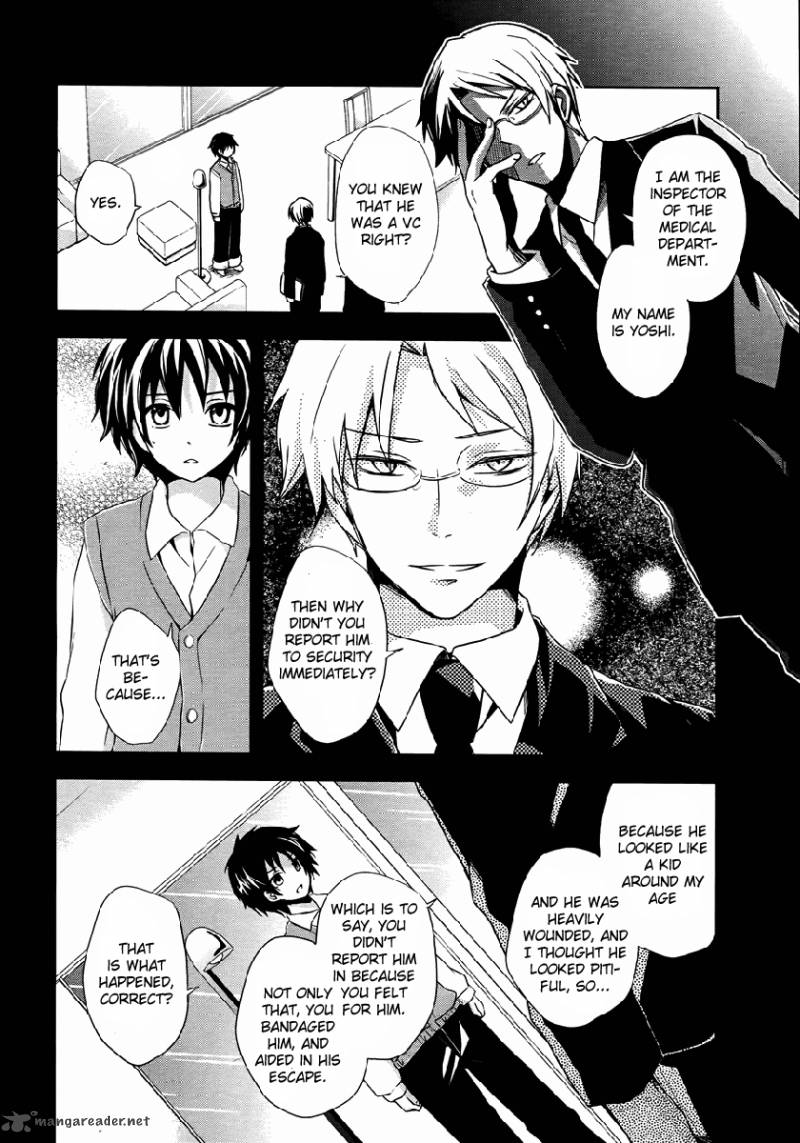 I AM THE
INSPECTOR
OF THE
MEDICAL
DEPART-
MENT.
MY NAME
IS YOSHI.
YOU KNEW
THAT HE
WAS A VC
RIGHT?
YES.
THEN WHY
DIDN'T YOU
REPORT HIM
TO SECURITY
IMMEDIATELY?
THAT'S
BE-
CAUSE...
BECAUSE HE
LOOKED LIKE
A KID
AROUND MY
AGE
AND HE WAS
HEAVILY
WOUNDED, AND
I THOUGHT HE
LOOKED PITI-
FUL, SO...
WHICH IS TO
SAY, YOU
DIDN'T
REPORT HIM
IN BECAUSE
YOU FELT
FOR HIM.
NOT ONLY
THAT, YOU
BANDAGED
HIM, AND
AIDED IN HIS
ESCAPE.
THAT
IS WHAT
HAPPENED,
CORRECT?
mangareader.net